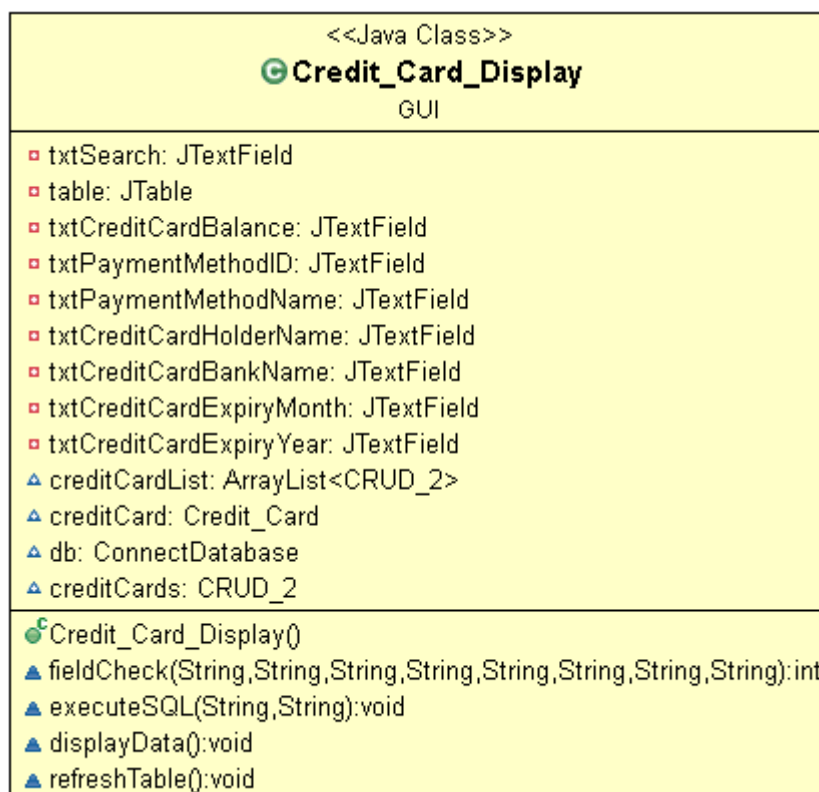 <<Java Class>>
Credit_Card_Display
GUI
txtSearch: JTextField
table: JTable
txtCreditCardBalance: JTextField
txtPaymentMethodID: JTextField
txtPaymentMethodName: JTextField
txtCreditCardHolderName: JTextField
txtCreditCardBankName: JTextField
txtCreditCardExpiryMonth: JTextField
txtCreditCardExpiryYear: JTextField
creditCardList: ArrayList<CRUD_2>
creditCard: Credit_Card
db: ConnectDatabase
creditCards: CRUD_2
Credit_Card_Display()
fieldCheck(String,String,String,String,String,String,String,String):int
executeSQL(String,String):void
displayData():void
refreshTable():void